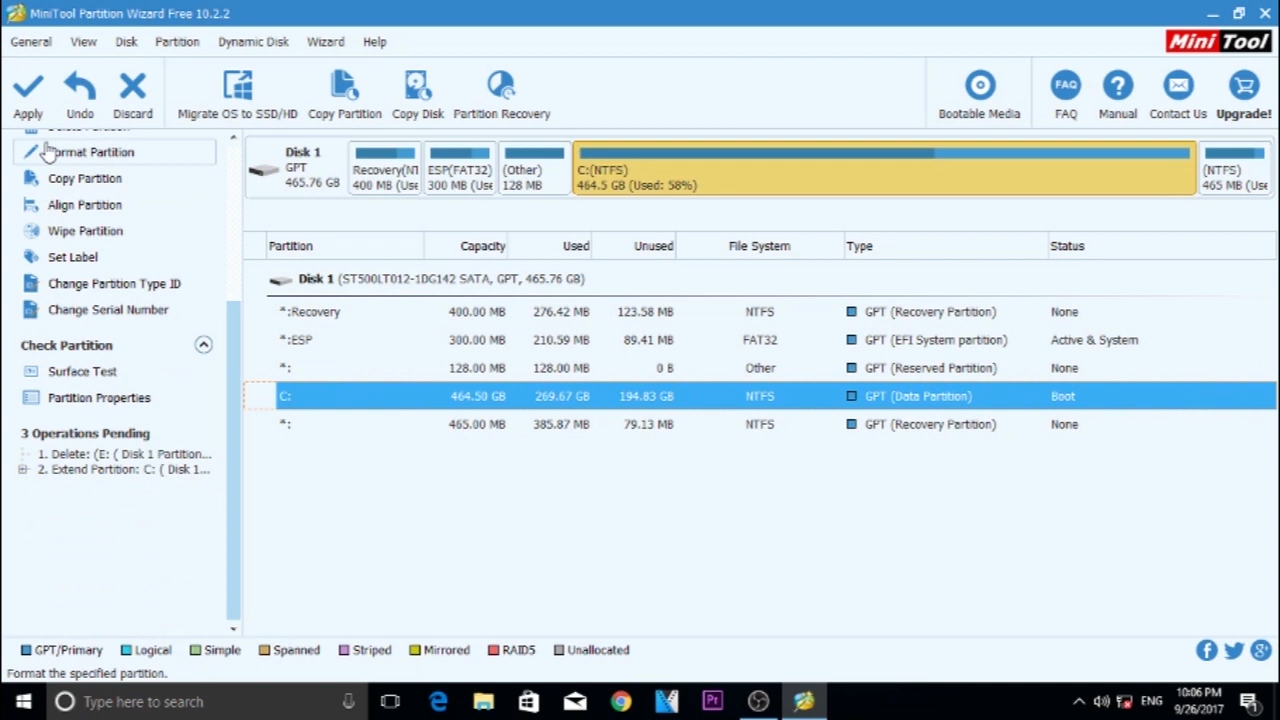 MiniTool Partition Wizard Free 10.2.2
General View Disk Partition Dynamic Disk Wizard Help
Mini Tool
Apply Undo Discard Migrate OS to SSD/HD Copy Partition Copy Disk Partition Recovery Bootable Media FAQ Manual Contact Us Upgrade!
FAQ
Format Partition
Copy Partition
Align Partition
Wipe Partition
Set Label
Change Partition Type ID
Change Serial Number
Check Partition
Surface Test
Partition Properties
3 Operations Pending
1. Delete: (E: ( Disk 1 Partition...
2. Extend Partition: C: ( Disk 1...
Disk 1
GPT
465.76 GB
Recovery(NT
400 MB (Use
ESP(FAT32)
300 MB (Use
(Other)
128 MB
C:(NTFS)
464.5 GB (Used: 58%)
(NTFS)
465 MB (Use
Partition Capacity Used Unused File System Type Status
Disk 1 (ST500LT012-1DG142 SATA, GPT, 465.76 GB)
*:Recovery 400.00 MB 276.42 MB 123.58 MB NTFS GPT (Recovery Partition) None
*:ESP 300.00 MB 210.59 MB 89.41 MB FAT32 GPT (EFI System partition) Active & System
*: 128.00 MB 128.00 MB 0 B Other GPT (Reserved Partition) None
C: 464.50 GB 269.67 GB 194.83 GB NTFS GPT (Data Partition) Boot
*: 465.00 MB 385.87 MB 79.13 MB NTFS GPT (Recovery Partition) None
GPT/Primary Logical Simple Spanned Striped Mirrored RAID5 Unallocated
Format the specified partition.
Type here to search
Pr
ENG
10:06 PM
9/26/2017
1